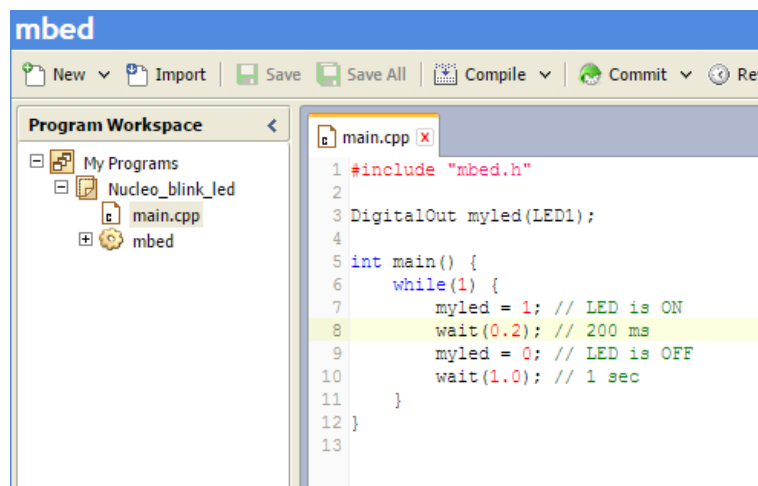 mbed
New Import Save Save All Compile Commit Re
Program Workspace
My Programs
Nucleo_blink_led
main.cpp
mbed
main.cpp
1 #include "mbed.h"
2
3 DigitalOut myled(LED1);
4
5 int main() {
6     while(1) {
7         myled = 1; // LED is ON
8         wait(0.2); // 200 ms
9         myled = 0; // LED is OFF
10         wait(1.0); // 1 sec
11     }
12 }
13